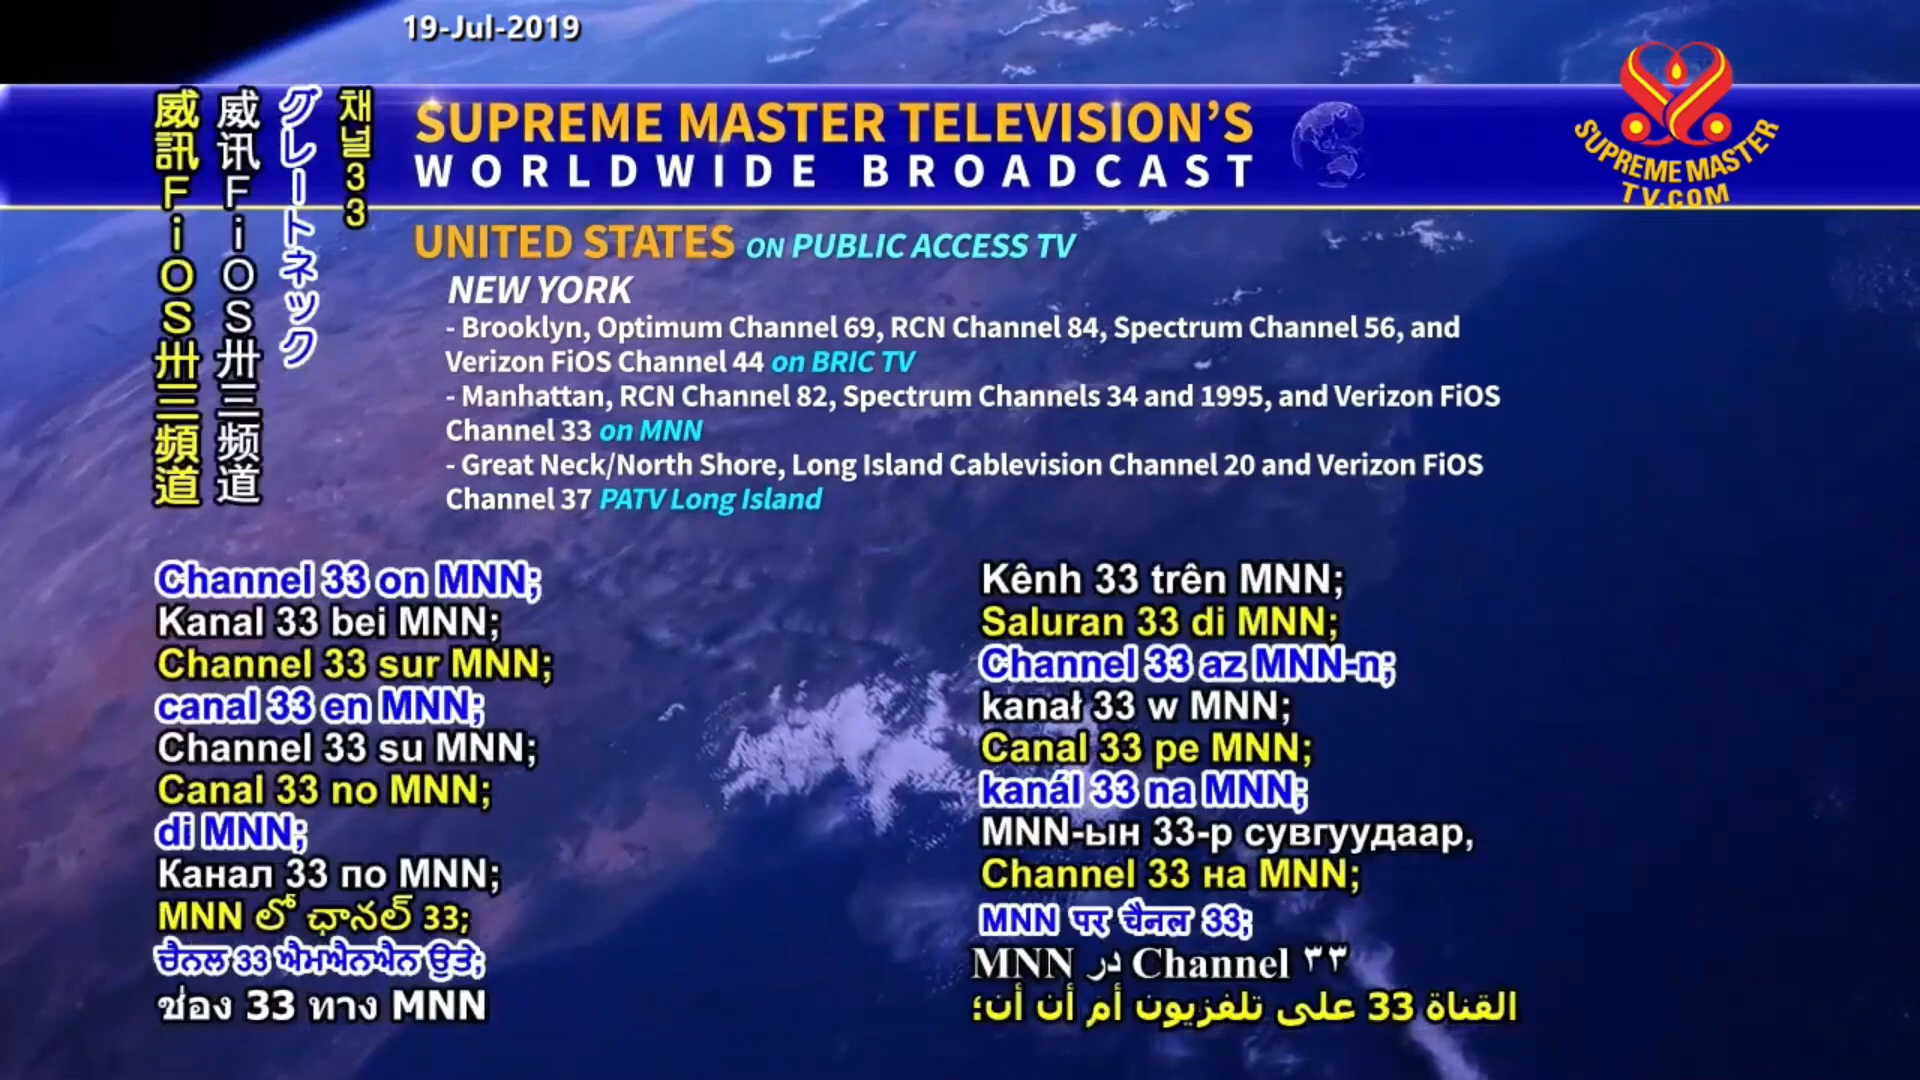 19-Jul-2019
威訊FiOS卅三頻道
威讯FiOS卅三频道
グレートネック
채널33
SUPREME MASTER TELEVISION'S
WORLDWIDE BROADCAST
SUPREME MASTER
TV.COM
UNITED STATES ON PUBLIC ACCESS TV
NEW YORK
- Brooklyn, Optimum Channel 69, RCN Channel 84, Spectrum Channel 56, and
Verizon FiOS Channel 44 on BRIC TV
- Manhattan, RCN Channel 82, Spectrum Channels 34 and 1995, and Verizon FiOS
Channel 33 on MNN
- Great Neck/North Shore, Long Island Cablevision Channel 20 and Verizon FiOS
Channel 37 PATV Long Island
Channel 33 on MNN;
Kanal 33 bei MNN;
Channel 33 sur MNN;
canal 33 en MNN;
Channel 33 su MNN;
Canal 33 no MNN;
di MNN;
Канал 33 по MNN;
MNN లో ఛానల్ 33;
ਚੈਨਲ 33 ਐਮਐਨਐਨ ਉਤੇ;
ช่อง 33 ทาง MNN
Kênh 33 trên MNN;
Saluran 33 di MNN;
Channel 33 az MNN-n;
kanał 33 w MNN;
Canal 33 pe MNN;
kanál 33 na MNN;
MNN-ын 33-р сувгуудаар,
Channel 33 на MNN;
MNN पर चैनल 33;
MNN در Channel ۳۳
القناة 33 على تلفزيون أم أن أن؛